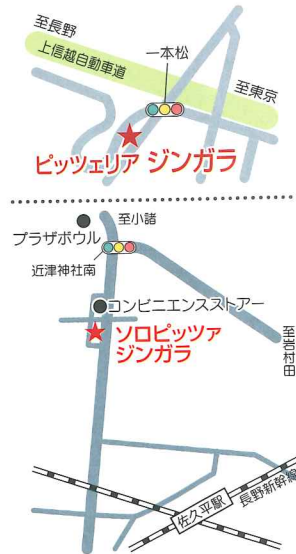 至長野
上信越自動車道
一本松
至東京
ピッツェリア ジンガラ
至小諸
プラザボウル
近津神社南
コンビニエンスストアー
ソロピッツァ
ジンガラ
至岩村田
佐久平駅
長野新幹線